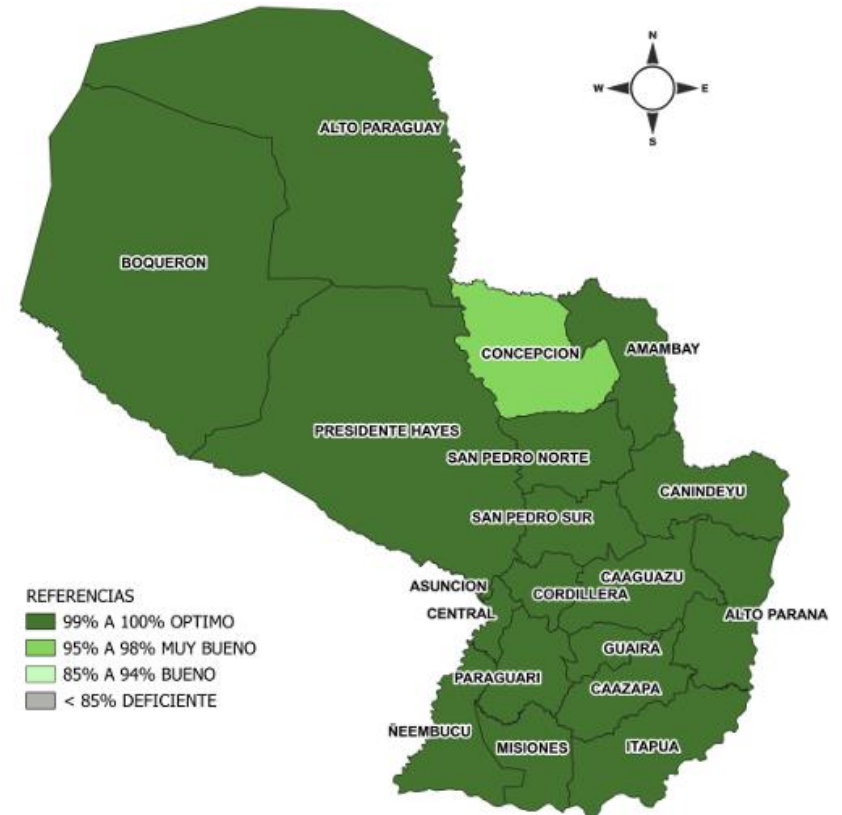 N
W E
S
ALTO PARAGUAY
BOQUERON
CONCEPCION
AMAMBAY
PRESIDENTE HAYES
SAN PEDRO NORTE
CANINDEYU
SAN PEDRO SUR
ASUNCION
CAAGUAZU
CORDILLERA
CENTRAL
ALTO PARANA
GUAIRA
PARAGUARI
CAAZAPA
ÑEEMBUCU
MISIONES
ITAPUA
REFERENCIAS
99% A 100% OPTIMO
95% A 98% MUY BUENO
85% A 94% BUENO
< 85% DEFICIENTE